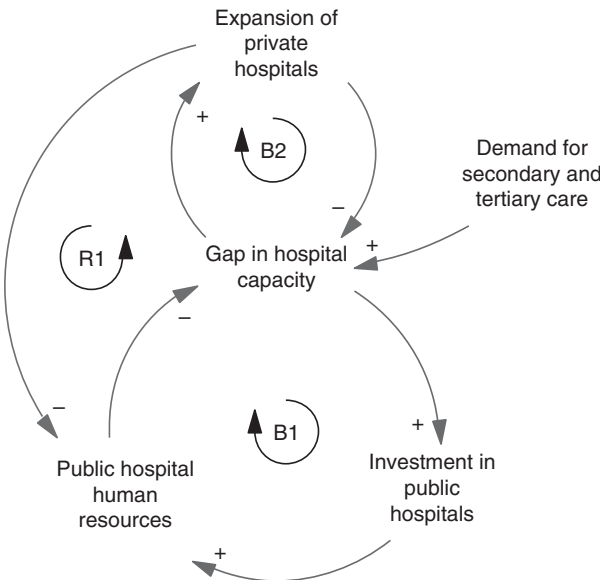 Expansion of
private
hospitals
+
B2
Demand for
secondary and
tertiary care
−
+
R1
Gap in hospital
capacity
−
−
+
B1
Public hospital
human
resources
Investment in
public
hospitals
+